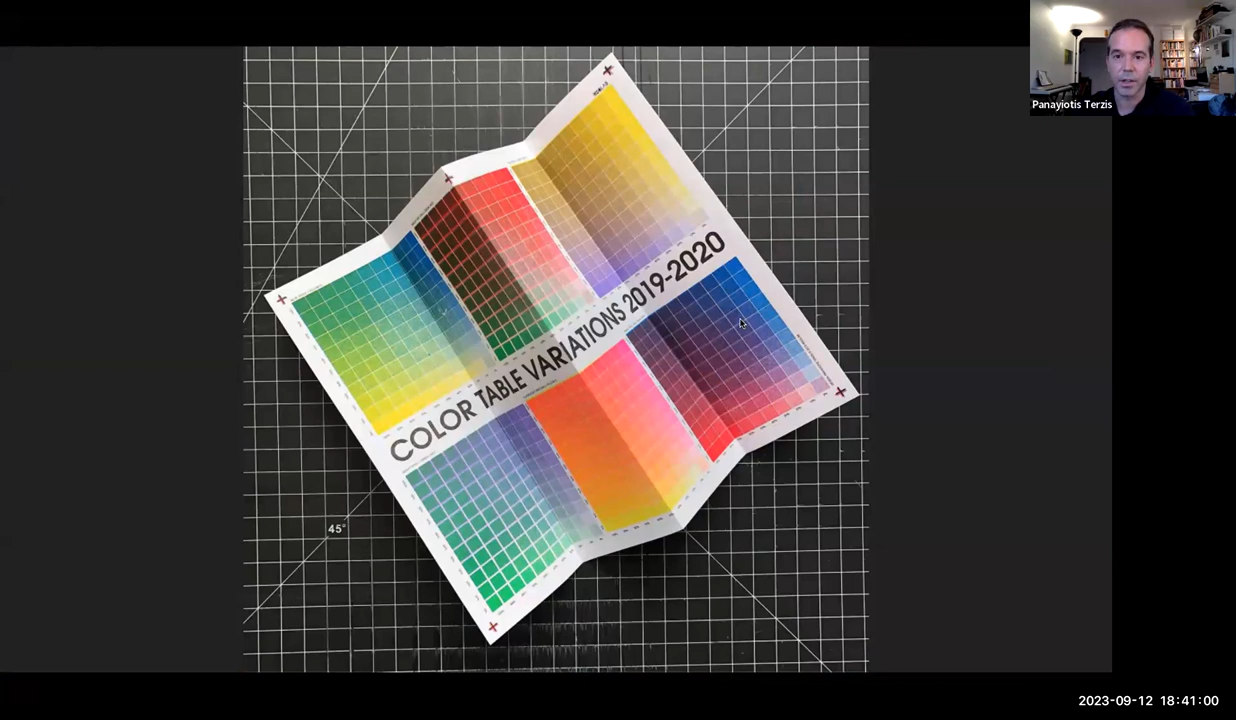 Panayiotis Terzis
COLOR TABLE VARIATIONS 2019-2020
45°
2023-09-12 18:41:00